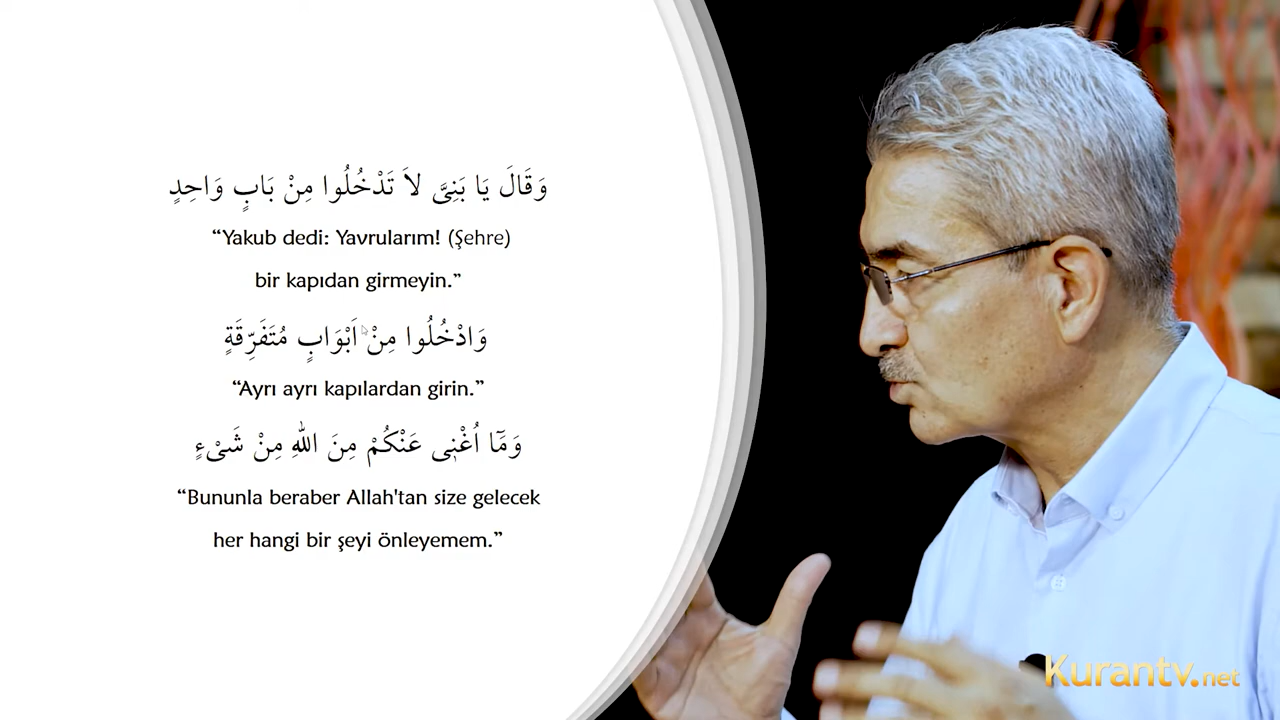 وَقَالَ يَا بَنِىَّ لاَ تَدْخُلُوا مِنْ بَابٍ وَاحِدٍ
“Yakub dedi: Yavrularım! (Şehre)
bir kapıdan girmeyin.”
وَادْخُلُوا مِنْ اَبْوَابٍ مُتَفَرِّقَةٍ
“Ayrı ayrı kapılardan girin.”
وَمَٓا اُغْنٖى عَنْكُمْ مِنَ اللهِ مِنْ شَیْءٍ
“Bununla beraber Allah'tan size gelecek
her hangi bir şeyi önleyemem.”
Kurantv.net